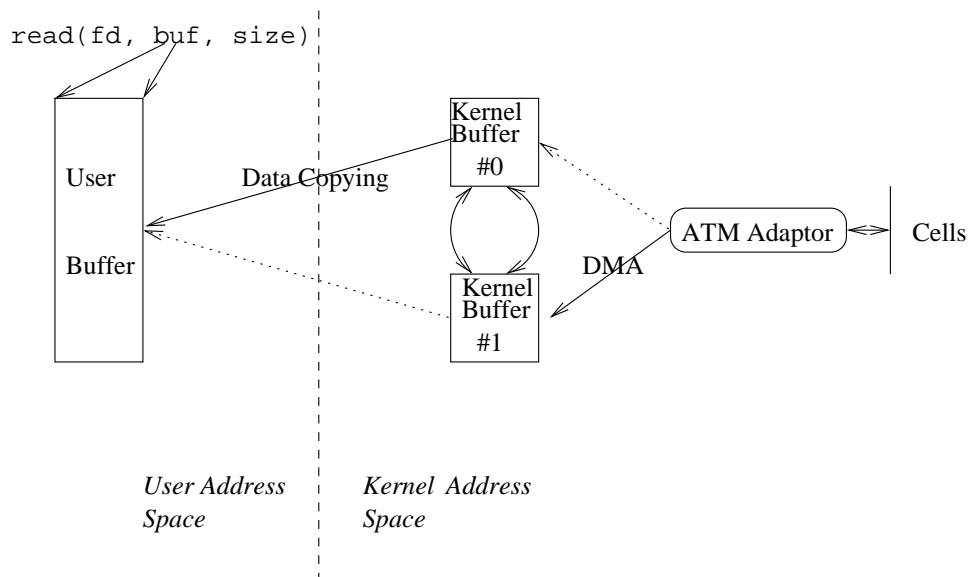 read(fd, buf, size)
Kernel
Buffer
#0
User
Buffer
Data Copying
ATM Adaptor
Cells
DMA
Kernel
Buffer
#1
User Address
Space
Kernel Address
Space